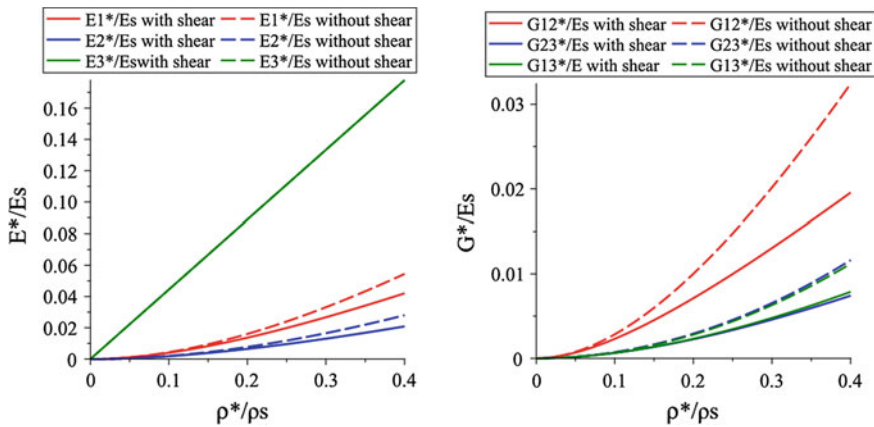 E1*/Es with shear E1*/Es without shear
E2*/Es with shear E2*/Es without shear
E3*/Eswith shear E3*/Es without shear
0.16
0.14
0.12
0.10
0.08
0.06
0.04
0.02
0
E*/Es
0 0.1 0.2 0.3 0.4
ρ*/ρs
G12*/Es with shear G12*/Es without shear
G23*/Es with shear G23*/Es without shear
G13*/E with shear G13*/Es without shear
0.03
0.02
0.01
0
G*/Es
0 0.1 0.2 0.3 0.4
ρ*/ρs